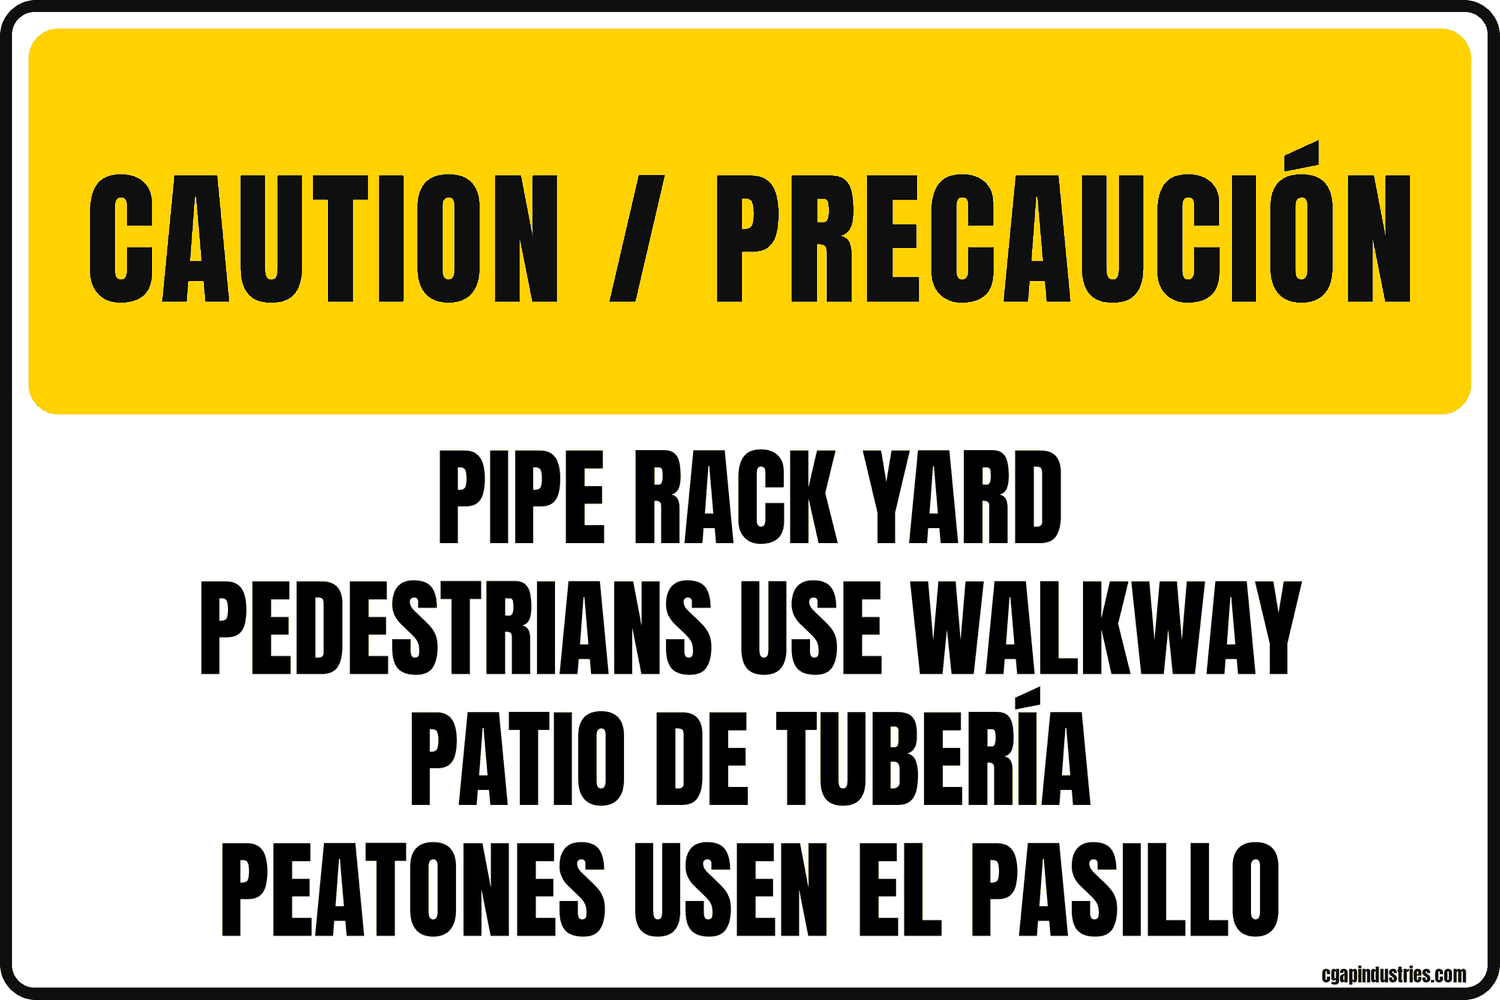 CAUTION / PRECAUCIÓN
PIPE RACK YARD
PEDESTRIANS USE WALKWAY
PATIO DE TUBERÍA
PEATONES USEN EL PASILLO
cgapindustries.com